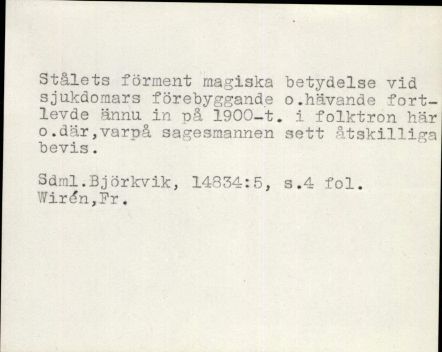 Stålets förment magiska betydelse vid
sjukdomars förebyggande o.hävande fort-
levde ännu in på 1900-t. i folktron här
o.där,varpå sagesmannen sett åtskilliga
bevis.
Sdml.Björkvik, 14834:5, s.4 fol.
Wirén,Fr.